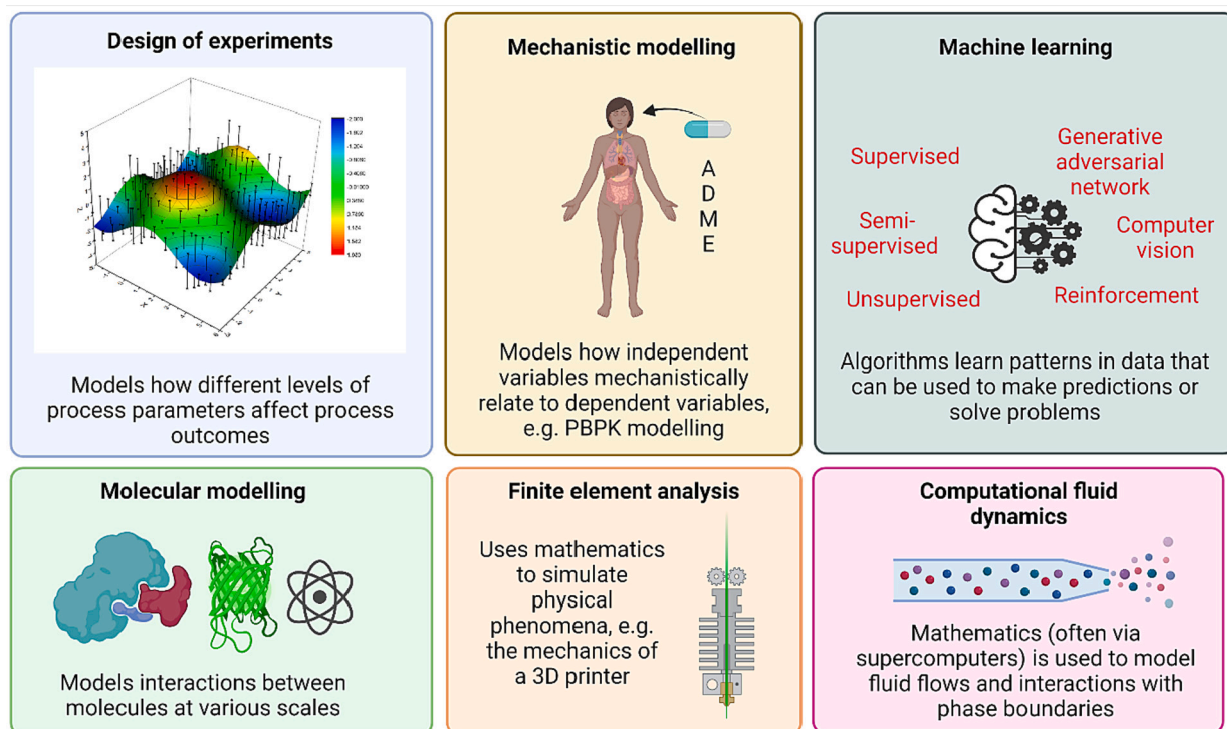 Design of experiments
X
Y
Models how different levels of
process parameters affect process
outcomes
Mechanistic modelling
A
D
M
E
Models how independent
variables mechanistically
relate to dependent variables,
e.g. PBPK modelling
Machine learning
Supervised
Generative
adversarial
network
Semi-
supervised
Computer
vision
Unsupervised
Reinforcement
Algorithms learn patterns in data that
can be used to make predictions or
solve problems
Molecular modelling
Models interactions between
molecules at various scales
Finite element analysis
Uses mathematics
to simulate
physical
phenomena, e.g.
the mechanics of
a 3D printer
Computational fluid
dynamics
Mathematics (often via
supercomputers) is used to model
fluid flows and interactions with
phase boundaries